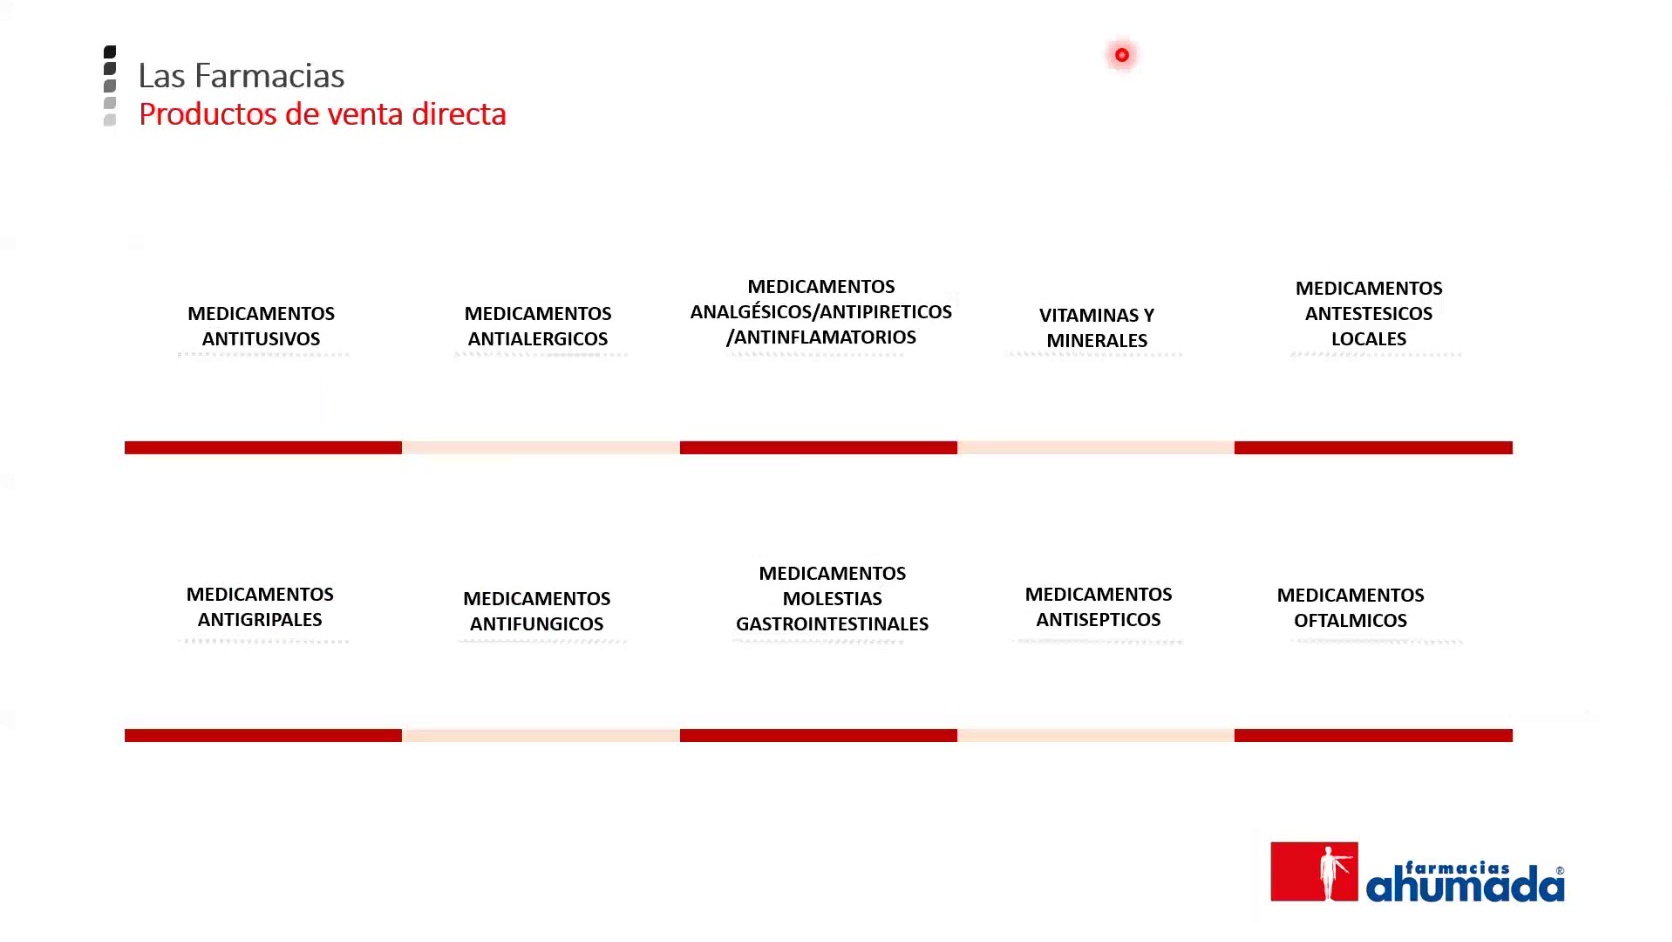 Las Farmacias
Productos de venta directa
MEDICAMENTOS
ANTITUSIVOS
MEDICAMENTOS
ANTIALERGICOS
MEDICAMENTOS
ANALGÉSICOS/ANTIPIRETICOS
/ANTINFLAMATORIOS
VITAMINAS Y
MINERALES
MEDICAMENTOS
ANTESTESICOS
LOCALES
MEDICAMENTOS
ANTIGRIPALES
MEDICAMENTOS
ANTIFUNGICOS
MEDICAMENTOS
MOLESTIAS
GASTROINTESTINALES
MEDICAMENTOS
ANTISEPTICOS
MEDICAMENTOS
OFTALMICOS
farmacias
ahumada®